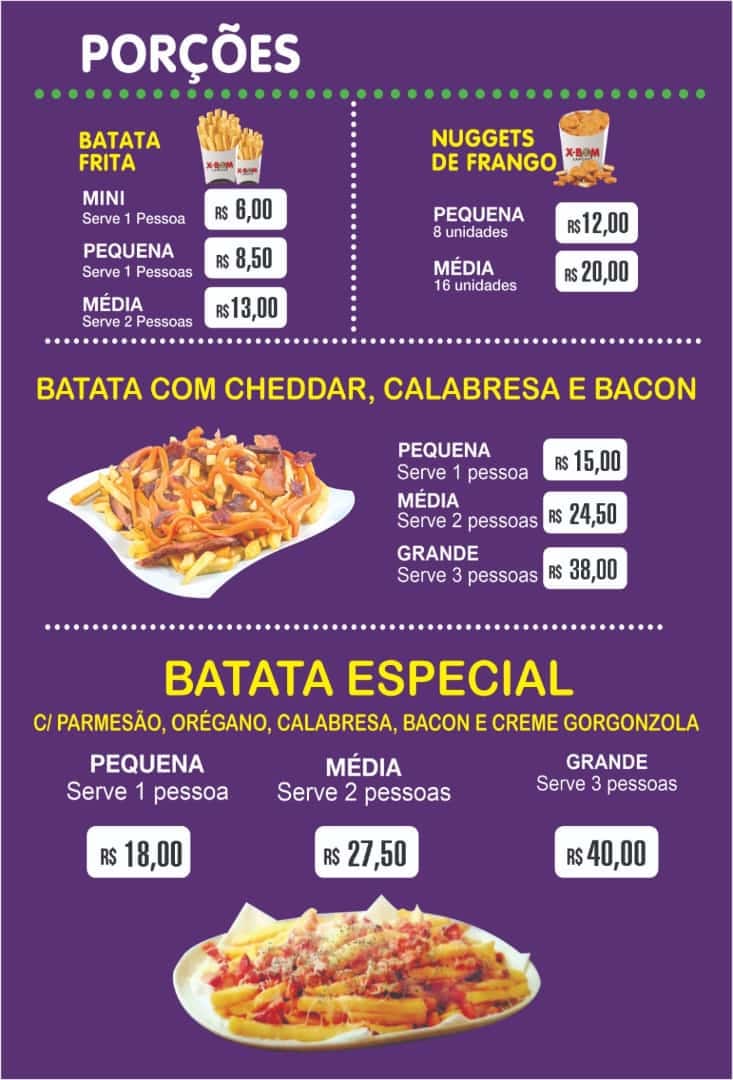 PORÇÕES
BATATA
FRITA
X-BOM
X-BOM
MINI
Serve 1 Pessoa
R$ 6,00
PEQUENA
Serve 1 Pessoas
R$ 8,50
MÉDIA
Serve 2 Pessoas
R$ 13,00
NUGGETS
DE FRANGO
X-BOM
PEQUENA
8 unidades
R$ 12,00
MÉDIA
16 unidades
R$ 20,00
BATATA COM CHEDDAR, CALABRESA E BACON
PEQUENA
Serve 1 pessoa
R$ 15,00
MÉDIA
Serve 2 pessoas
R$ 24,50
GRANDE
Serve 3 pessoas
R$ 38,00
BATATA ESPECIAL
C/ PARMESÃO, ORÉGANO, CALABRESA, BACON E CREME GORGONZOLA
PEQUENA
Serve 1 pessoa
R$ 18,00
MÉDIA
Serve 2 pessoas
R$ 27,50
GRANDE
Serve 3 pessoas
R$ 40,00